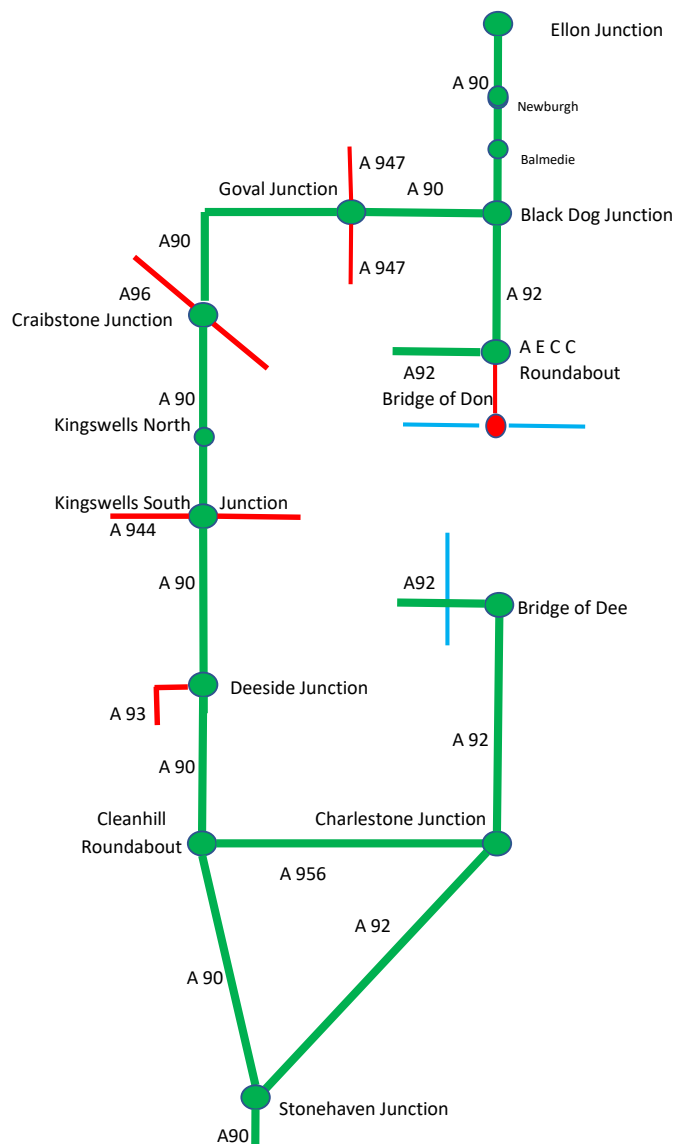 Ellon Junction
A 90
Newburgh
A 947
Balmedie
Goval Junction
A 90
Black Dog Junction
A90
A 947
A96
A 92
Craibstone Junction
A E C C
Roundabout
A92
A 90
Bridge of Don
Kingswells North
Kingswells South
Junction
A 944
A 90
A92
Bridge of Dee
Deeside Junction
A 93
A 92
A 90
Cleanhill
Roundabout
Charlestone Junction
A 956
A 92
A 90
Stonehaven Junction
A90